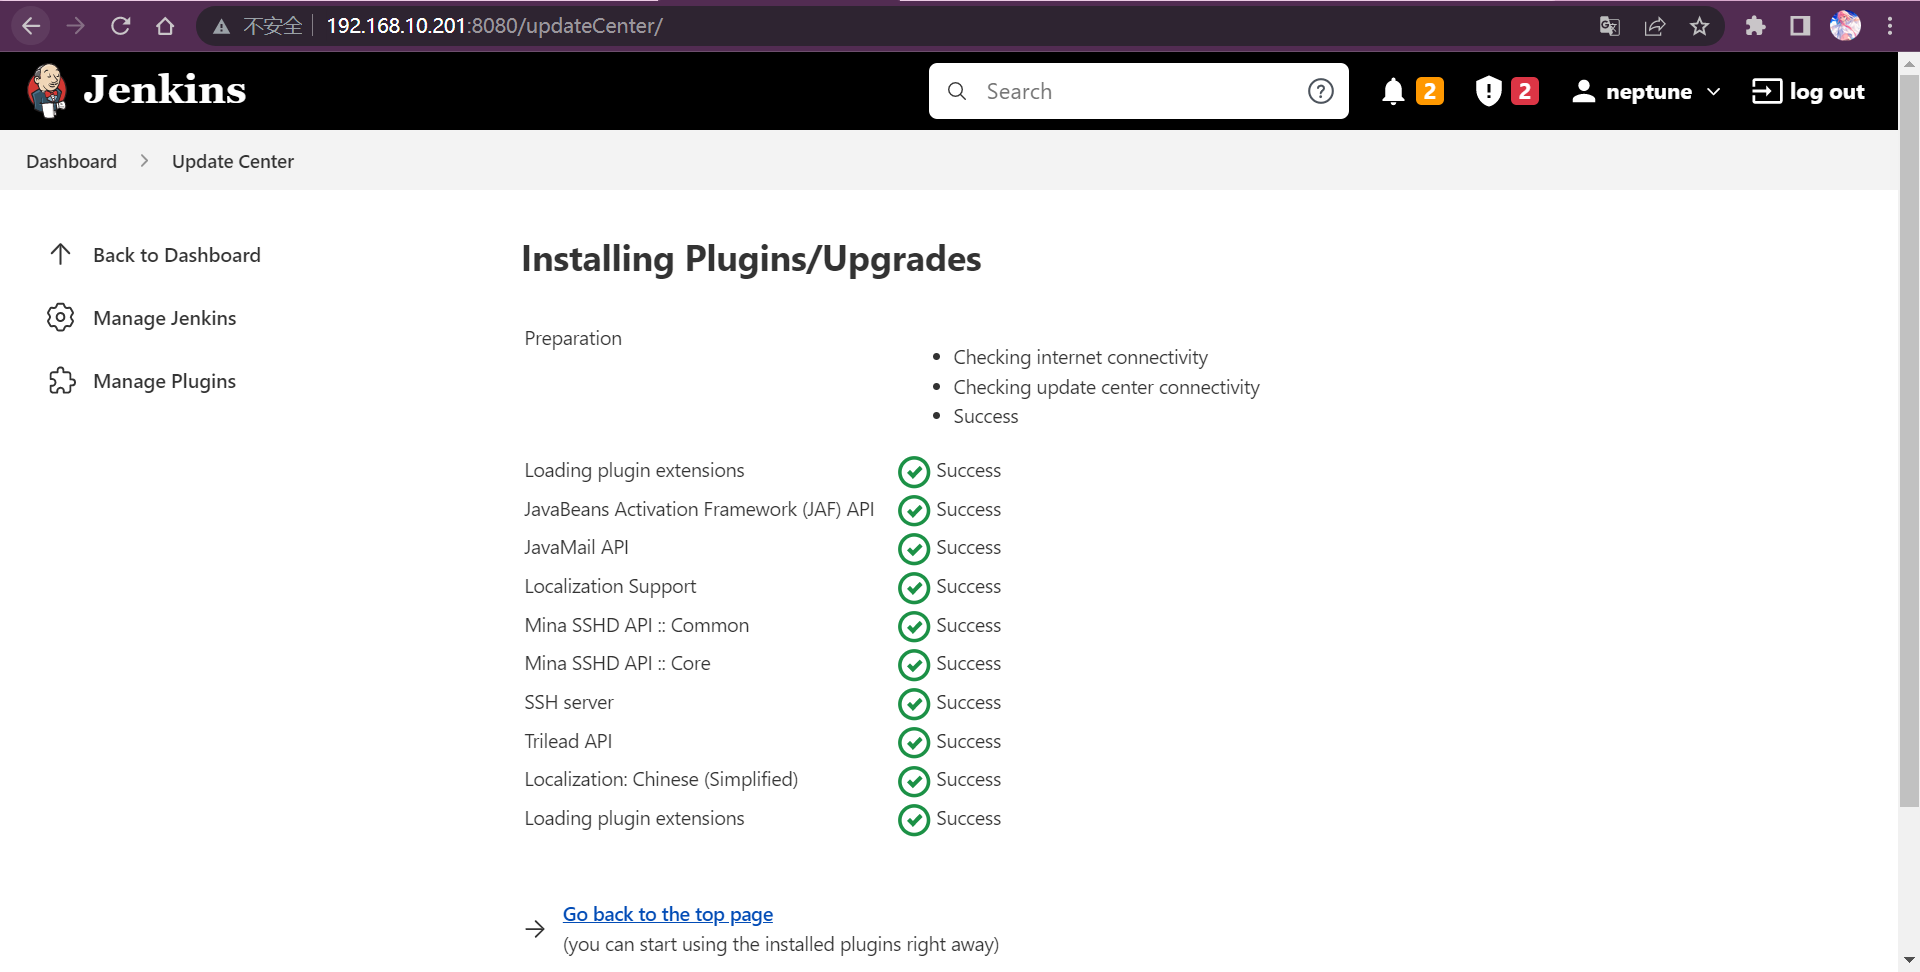 不安全 192.168.10.201:8080/updateCenter/
Jenkins Search 2 2 neptune log out
Dashboard Update Center
Back to Dashboard
Manage Jenkins
Manage Plugins
Installing Plugins/Upgrades
Preparation
Checking internet connectivity
Checking update center connectivity
Success
Loading plugin extensions Success
JavaBeans Activation Framework (JAF) API Success
JavaMail API Success
Localization Support Success
Mina SSHD API :: Common Success
Mina SSHD API :: Core Success
SSH server Success
Trilead API Success
Localization: Chinese (Simplified) Success
Loading plugin extensions Success
Go back to the top page
(you can start using the installed plugins right away)